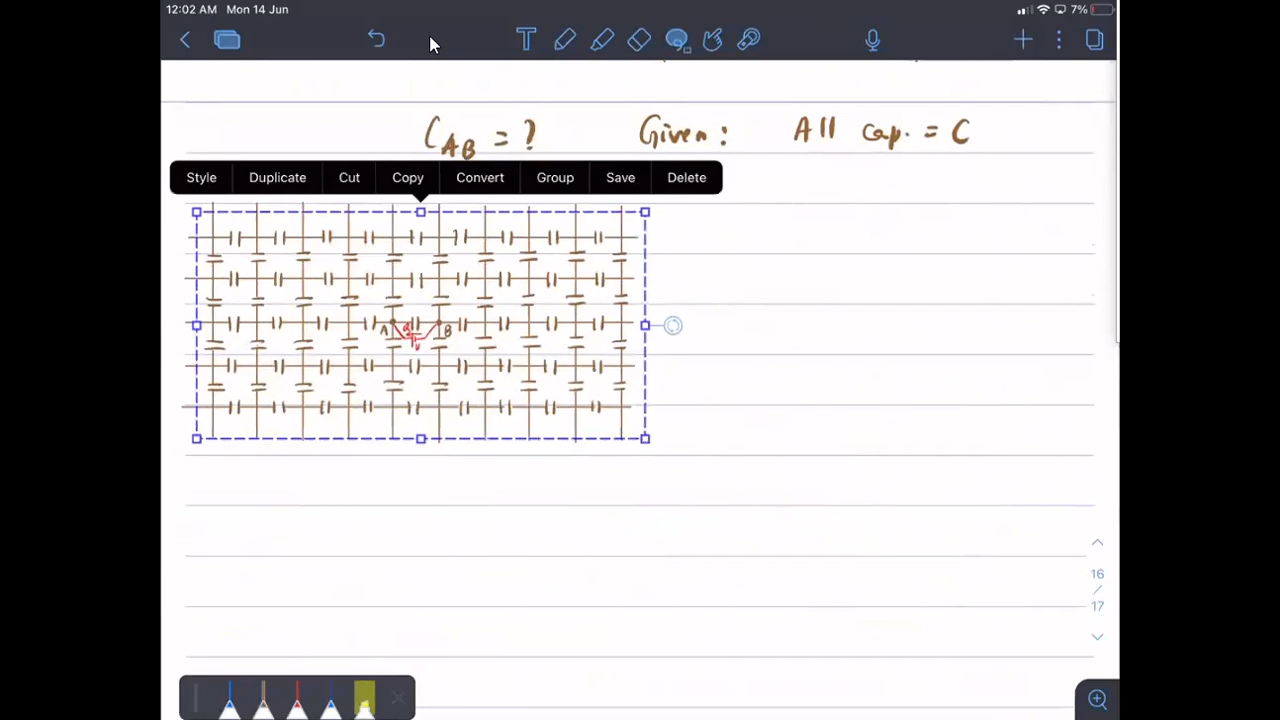 12:02 AM Mon 14 Jun 7%
T
C_AB = ? Given: All cap. = C
Style Duplicate Cut Copy Convert Group Save Delete
A B
16
/
17